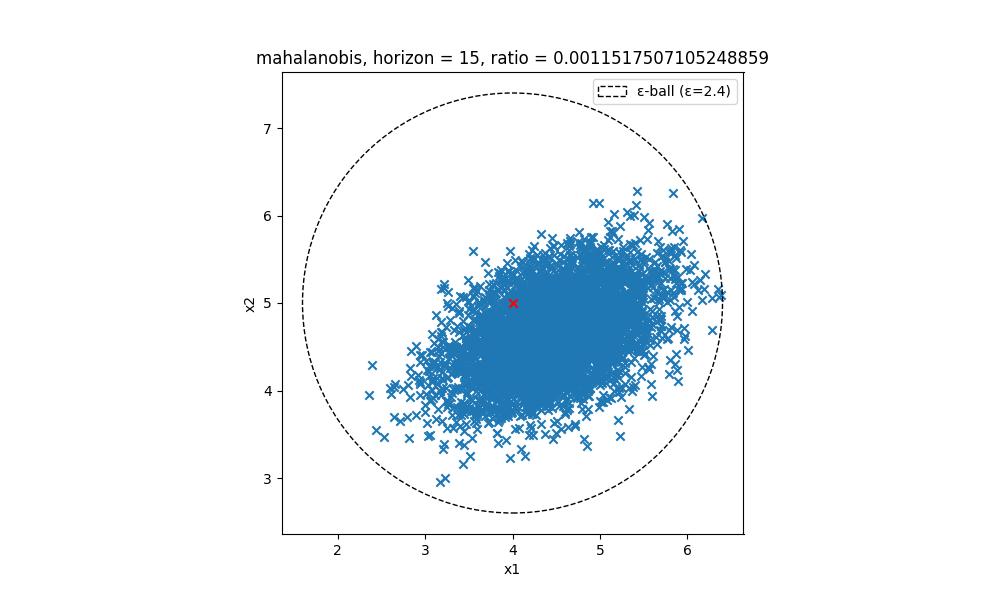 mahalanobis, horizon = 15, ratio = 0.0011517507105248859
ε-ball (ε=2.4)
7
6
5
4
3
x2
2 3 4 5 6
x1